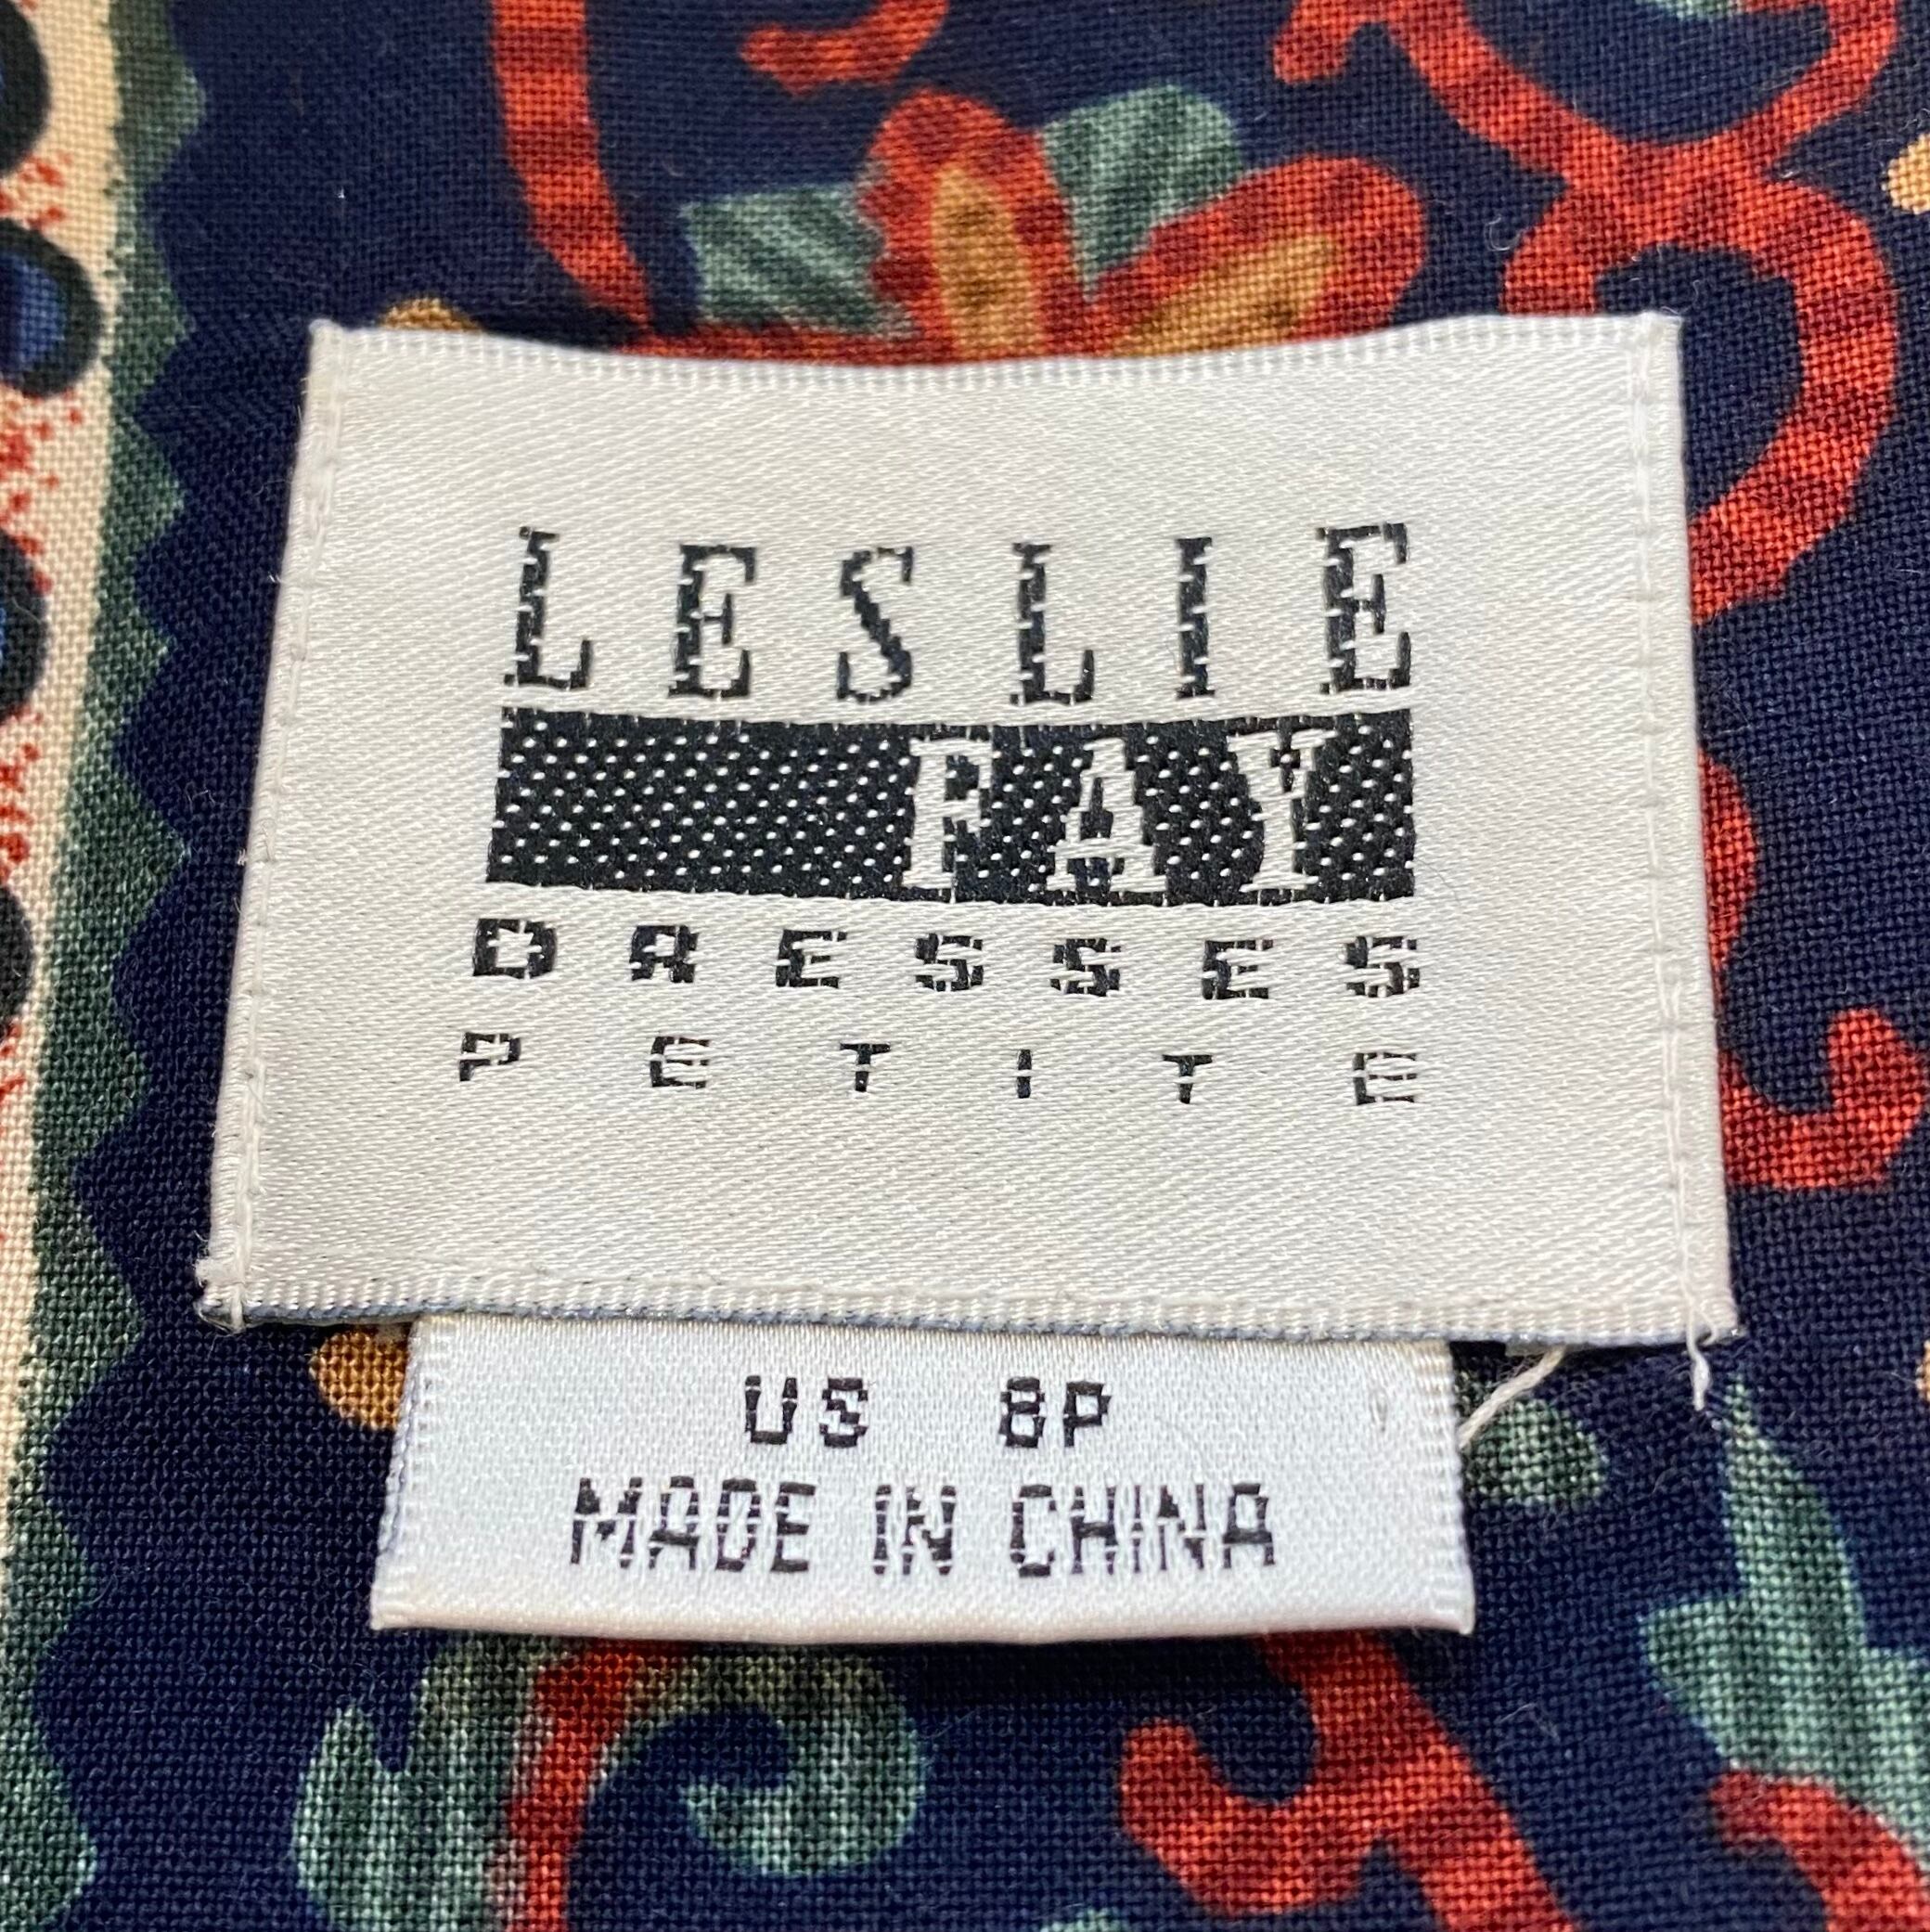 LESLIE
FAY
DRESSES
PETITE
US 8P
MADE IN CHINA